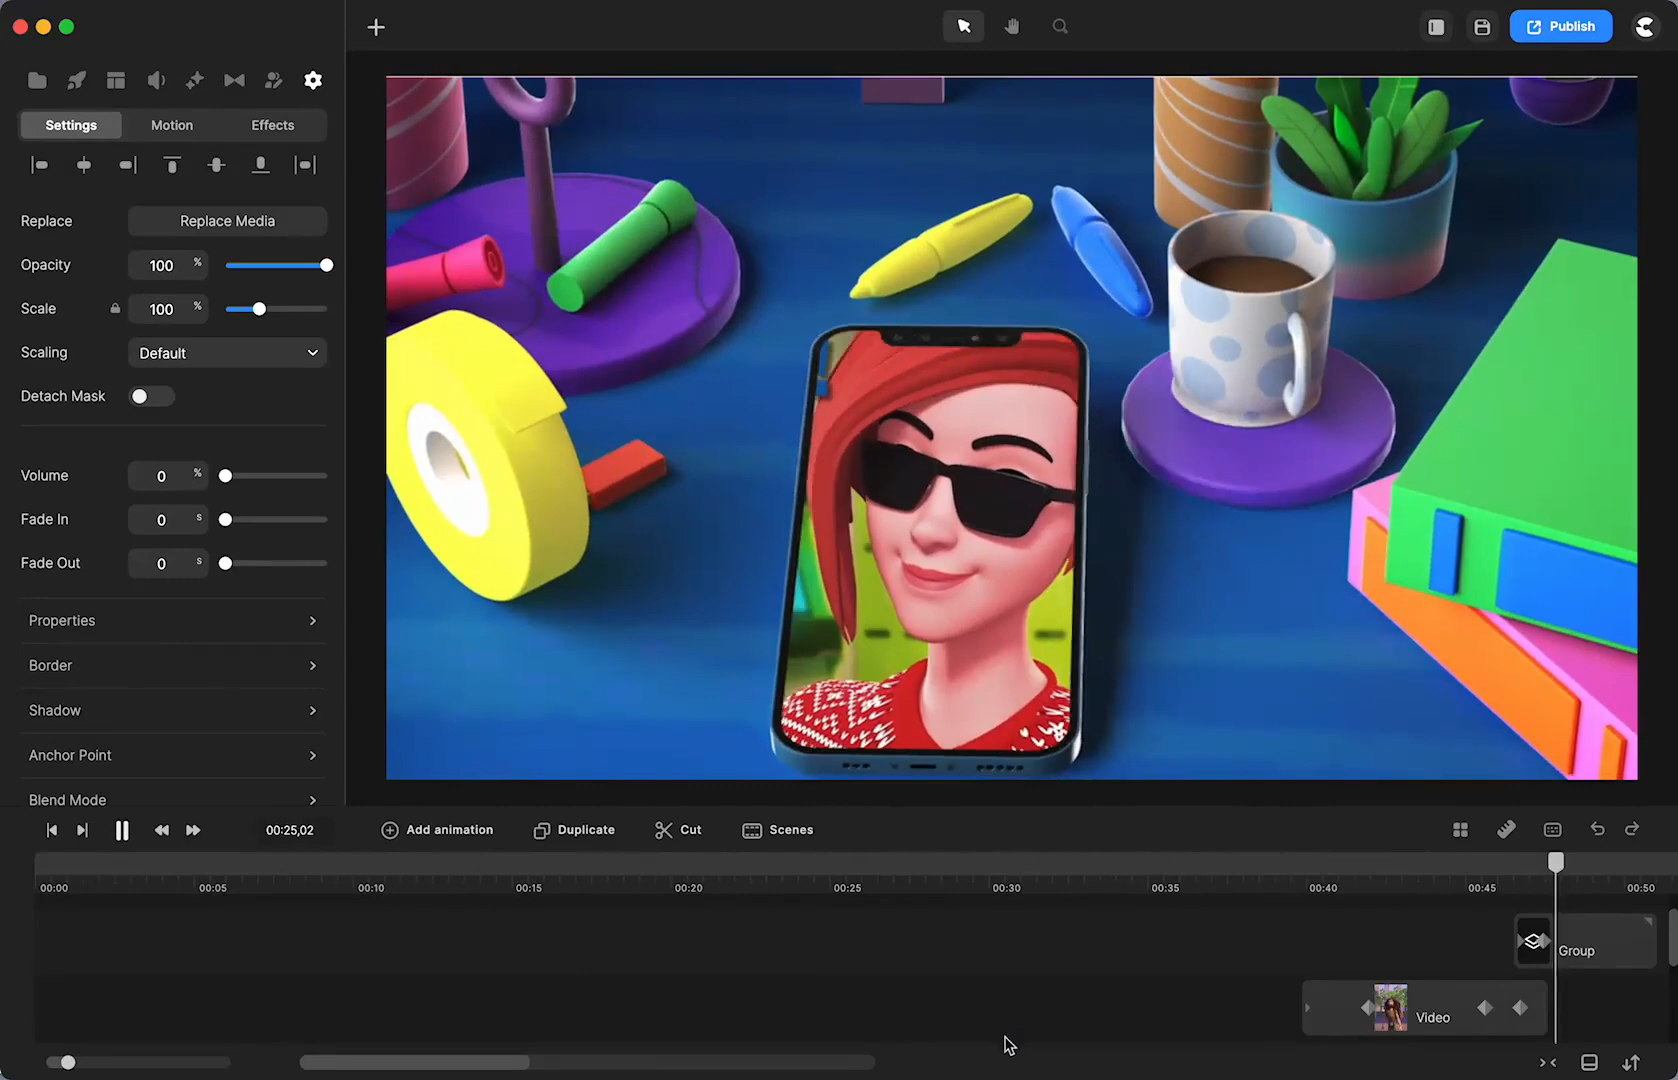 Publish
Settings Motion Effects
Replace Replace Media
Opacity 100 %
Scale 100 %
Scaling Default
Detach Mask
Volume 0 %
Fade In 0 s
Fade Out 0 s
Properties
Border
Shadow
Anchor Point
Blend Mode
00:25,02 Add animation Duplicate Cut Scenes
00:00 00:05 00:10 00:15 00:20 00:25 00:30 00:35 00:40 00:45 00:50
Group
Video